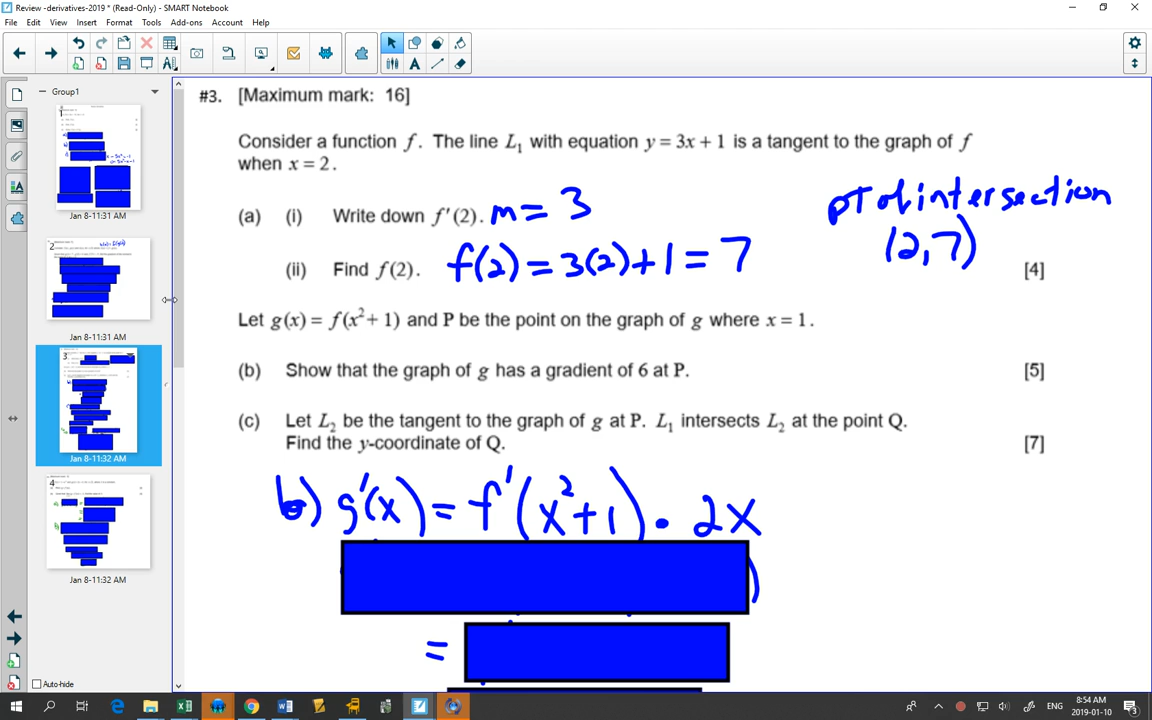 Review -derivatives-2019 * (Read-Only) - SMART Notebook
File Edit View Insert Format Tools Add-ons Account Help
Group1
#3. [Maximum mark: 16]
Consider a function f. The line L₁ with equation y = 3x + 1 is a tangent to the graph of f
when x = 2.
pt of intersection
(a) (i) Write down f′(2). m = 3
(2,7)
(ii) Find f(2). f(2) = 3(2)+1 = 7 [4]
Let g(x) = f(x² + 1) and P be the point on the graph of g where x = 1.
(b) Show that the graph of g has a gradient of 6 at P. [5]
(c) Let L₂ be the tangent to the graph of g at P. L₁ intersects L₂ at the point Q.
Find the y-coordinate of Q. [7]
b) g'(x) = f'(x²+1) • 2x
)
=
1
Jan 8-11:31 AM
2
Jan 8-11:31 AM
3
Jan 8-11:32 AM
4
Jan 8-11:32 AM
Auto-hide
ENG
8:54 AM
2019-01-10
3